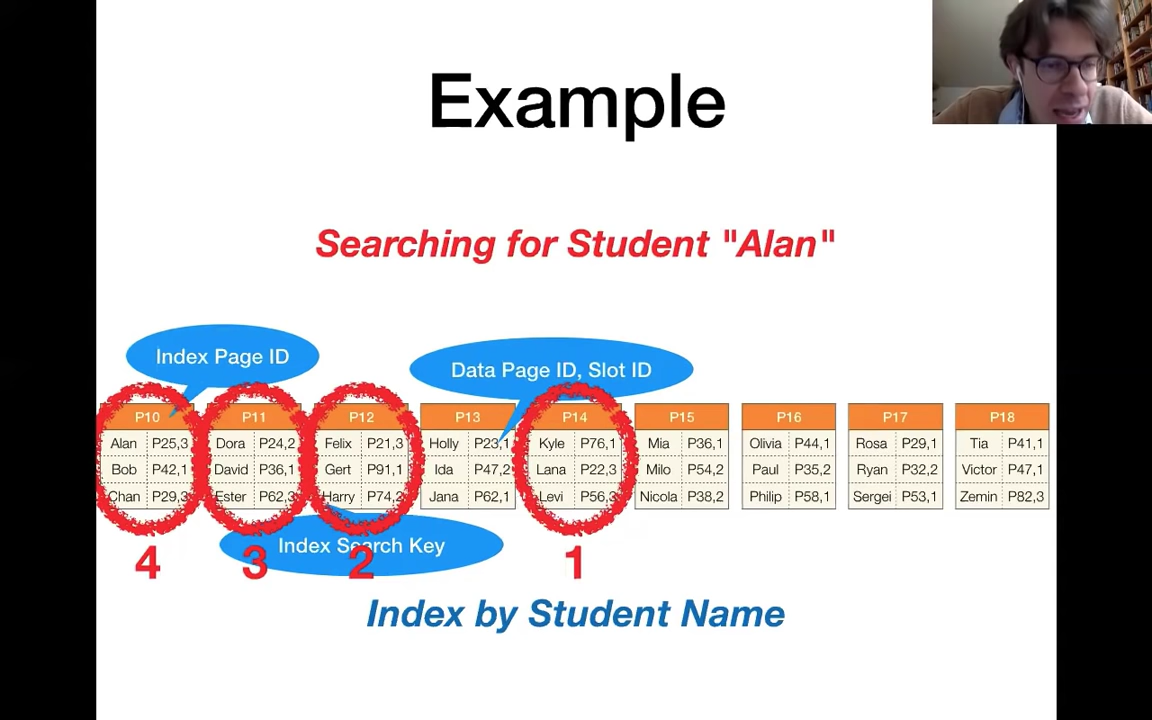 Example
Searching for Student "Alan"
Index Page ID
Data Page ID, Slot ID
P10 P11 P12 P13 P14 P15 P16 P17 P18
Alan P25,3 Dora P24,2 Felix P21,3 Holly P23,1 Kyle P76,1 Mia P36,1 Olivia P44,1 Rosa P29,1 Tia P41,1
Bob P42,1 David P36,1 Gert P91,1 Ida P47,2 Lana P22,3 Milo P54,2 Paul P35,2 Ryan P32,2 Victor P47,1
Chan P29,3 Ester P62,3 Harry P74,2 Jana P62,1 Levi P56,3 Nicola P38,2 Philip P58,1 Sergei P53,1 Zemin P82,3
Index Search Key
4 3 2 1
Index by Student Name